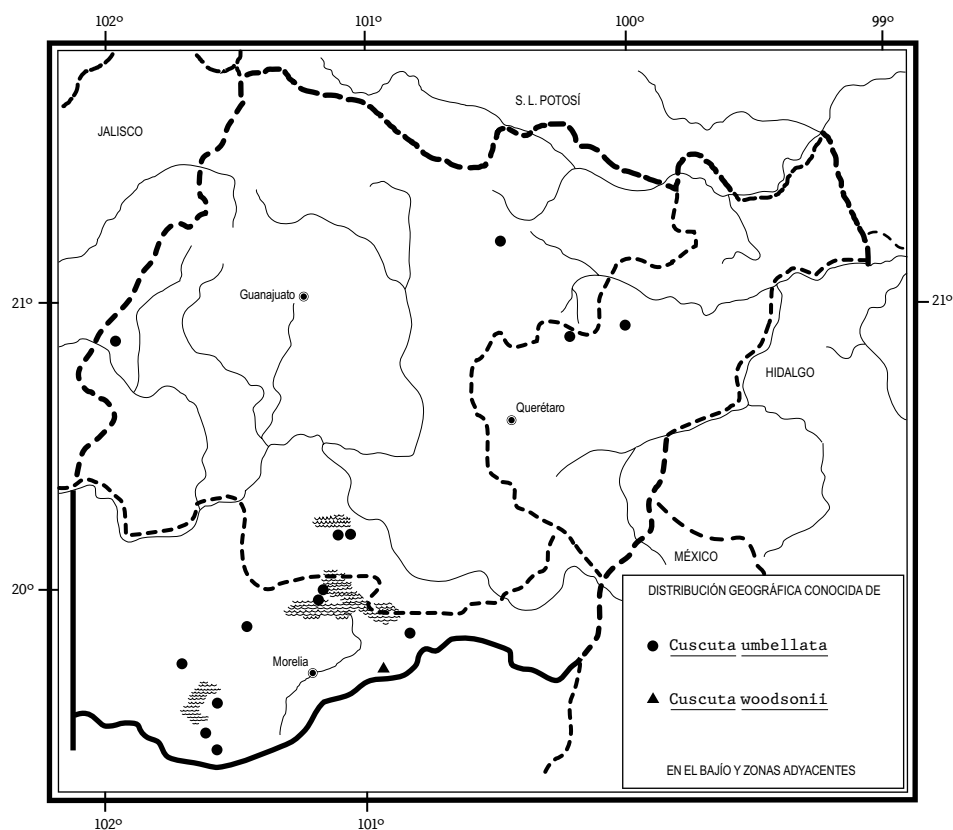 102º 101º 100º 99º
S. L. POTOSÍ
JALISCO
Guanajuato
21º 21º
HIDALGO
Querétaro
MÉXICO
20º
DISTRIBUCIÓN GEOGRÁFICA CONOCIDA DE
Cuscuta umbellata
Morelia
Cuscuta woodsonii
EN EL BAJÍO Y ZONAS ADYACENTES
102º 101º